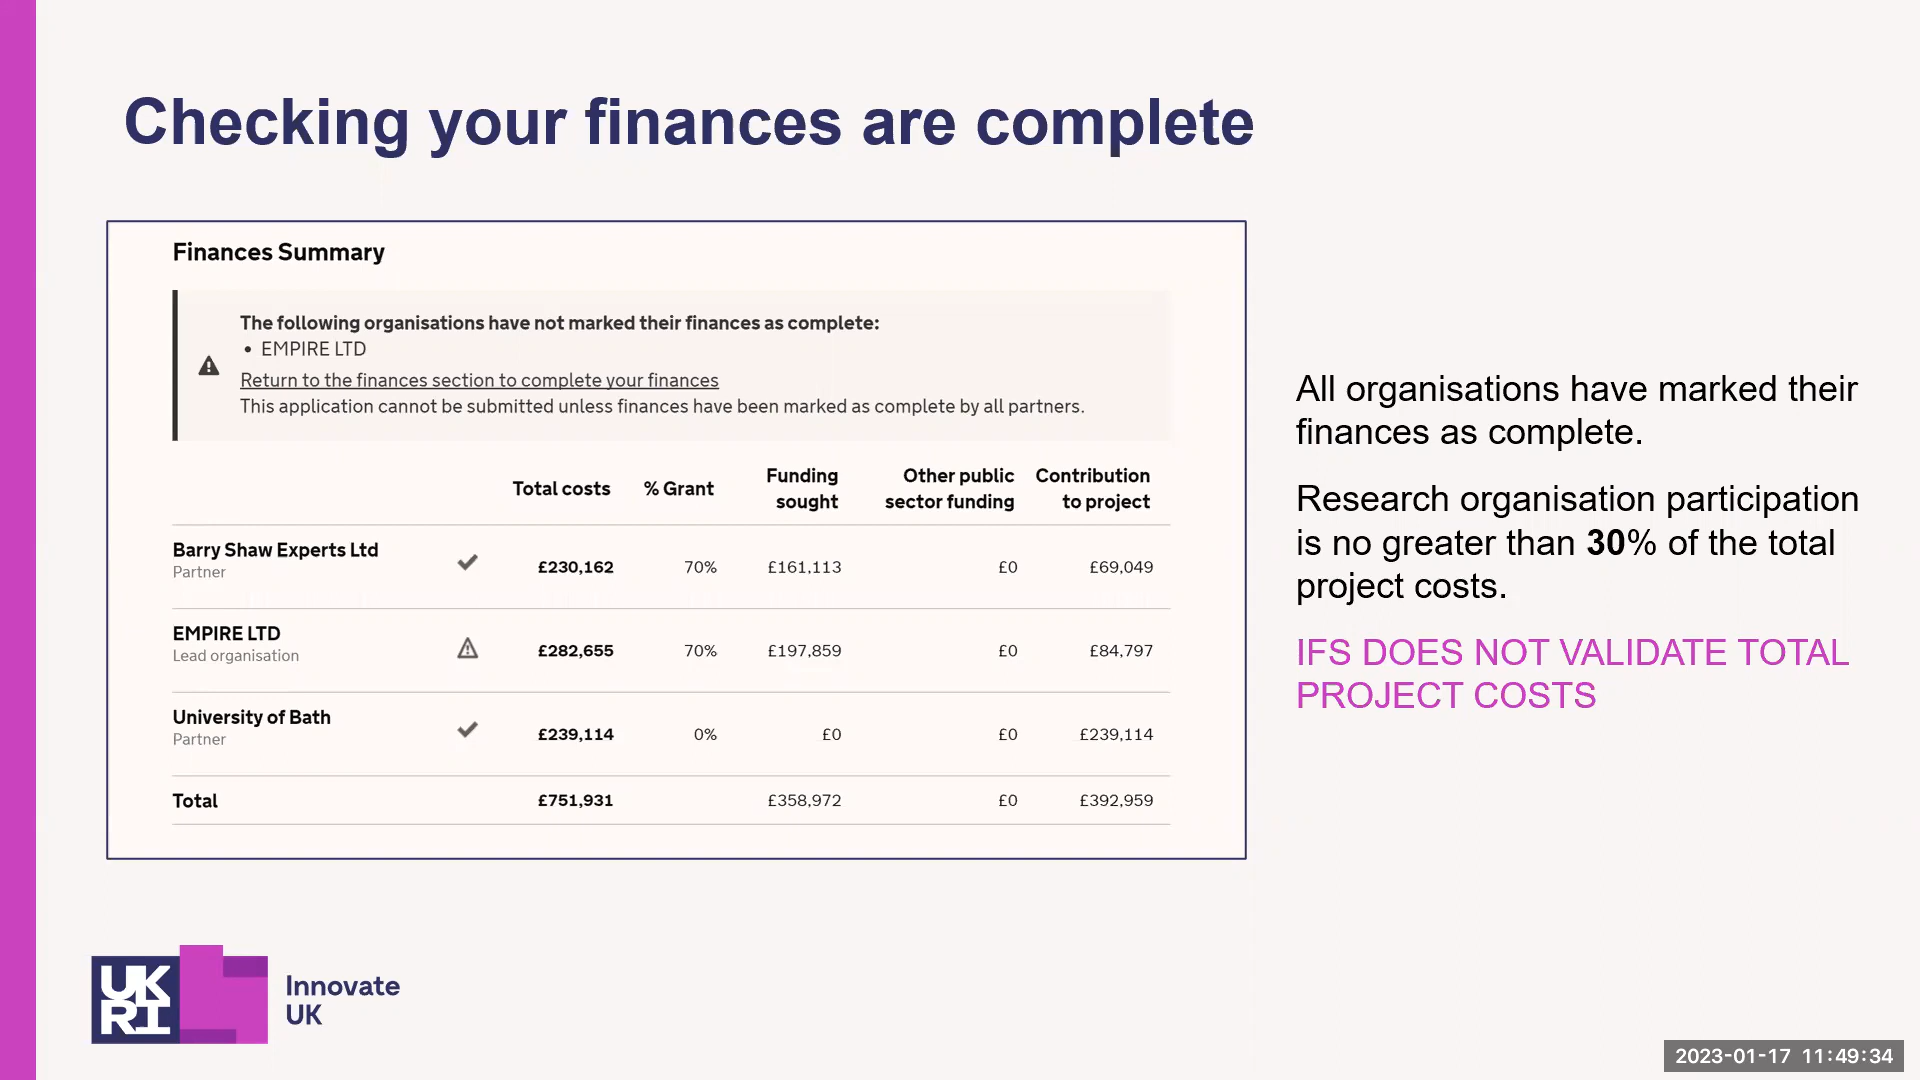 Checking your finances are complete
Finances Summary
The following organisations have not marked their finances as complete:
• EMPIRE LTD
Return to the finances section to complete your finances
This application cannot be submitted unless finances have been marked as complete by all partners.
Total costs % Grant Funding sought Other public sector funding Contribution to project
Barry Shaw Experts Ltd
Partner
£230,162 70% £161,113 £0 £69,049
EMPIRE LTD
Lead organisation
£282,655 70% £197,859 £0 £84,797
University of Bath
Partner
£239,114 0% £0 £0 £239,114
Total £751,931 £358,972 £0 £392,959
All organisations have marked their
finances as complete.
Research organisation participation
is no greater than 30% of the total
project costs.
IFS DOES NOT VALIDATE TOTAL
PROJECT COSTS
UK
RI
Innovate
UK
2023-01-17 11:49:34